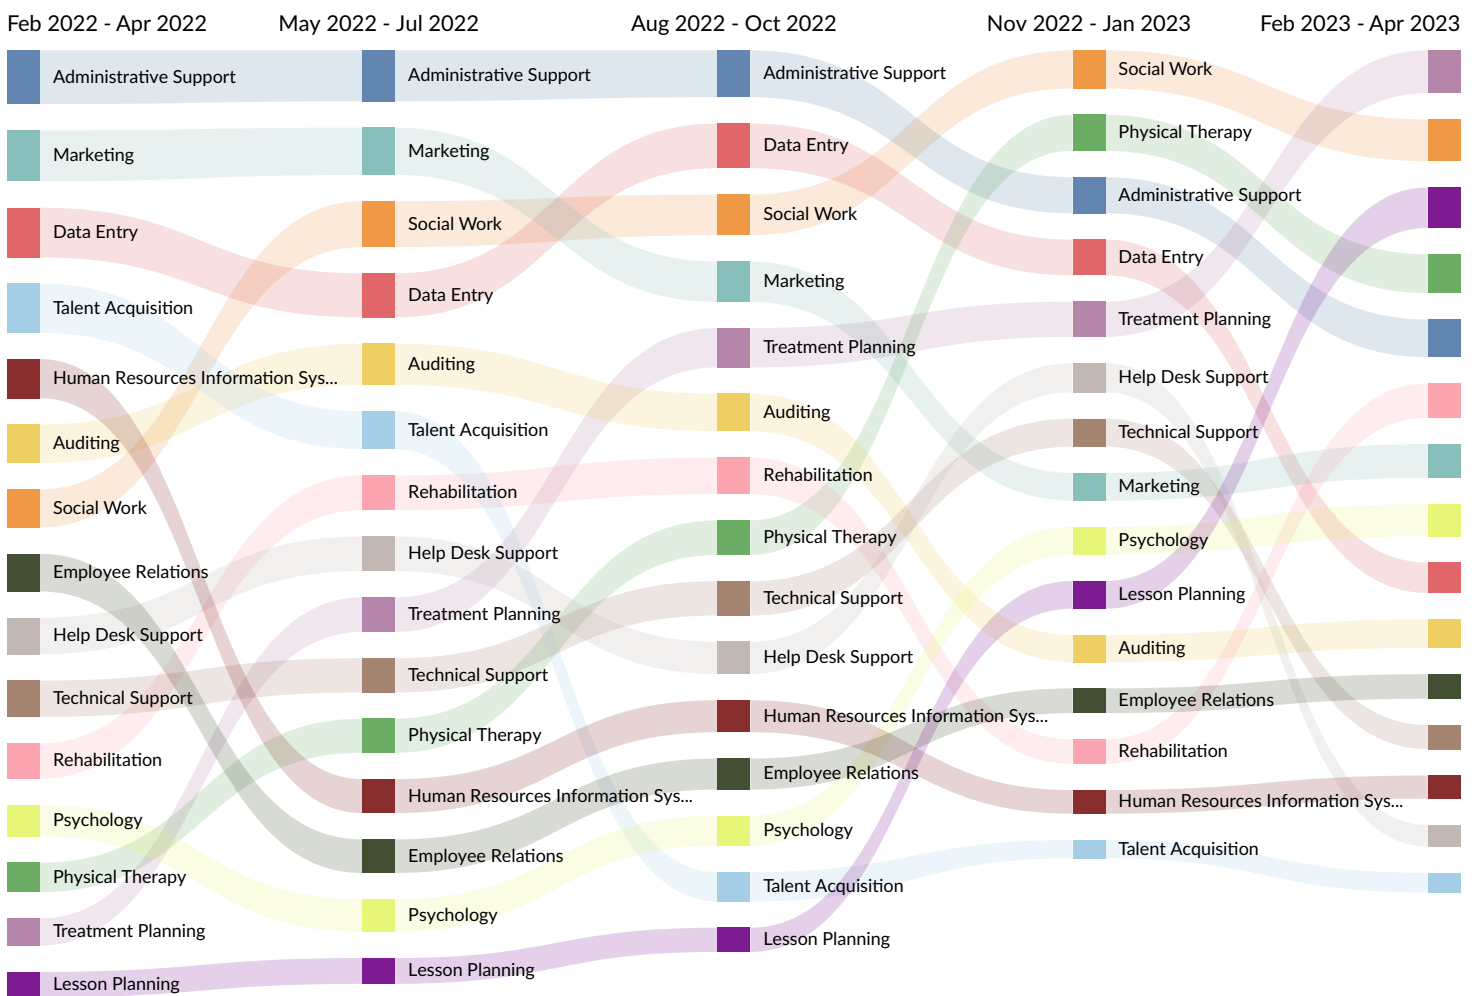 Feb 2022 - Apr 2022
May 2022 - Jul 2022
Aug 2022 - Oct 2022
Nov 2022 - Jan 2023
Feb 2023 - Apr 2023
Administrative Support
Marketing
Data Entry
Talent Acquisition
Human Resources Information Sys...
Auditing
Social Work
Employee Relations
Help Desk Support
Technical Support
Rehabilitation
Psychology
Physical Therapy
Treatment Planning
Lesson Planning
Administrative Support
Marketing
Social Work
Data Entry
Auditing
Talent Acquisition
Rehabilitation
Help Desk Support
Treatment Planning
Technical Support
Physical Therapy
Human Resources Information Sys...
Employee Relations
Psychology
Lesson Planning
Administrative Support
Data Entry
Social Work
Marketing
Treatment Planning
Auditing
Rehabilitation
Physical Therapy
Technical Support
Help Desk Support
Human Resources Information Sys...
Employee Relations
Psychology
Talent Acquisition
Lesson Planning
Social Work
Physical Therapy
Administrative Support
Data Entry
Treatment Planning
Help Desk Support
Technical Support
Marketing
Psychology
Lesson Planning
Auditing
Employee Relations
Rehabilitation
Human Resources Information Sys...
Talent Acquisition